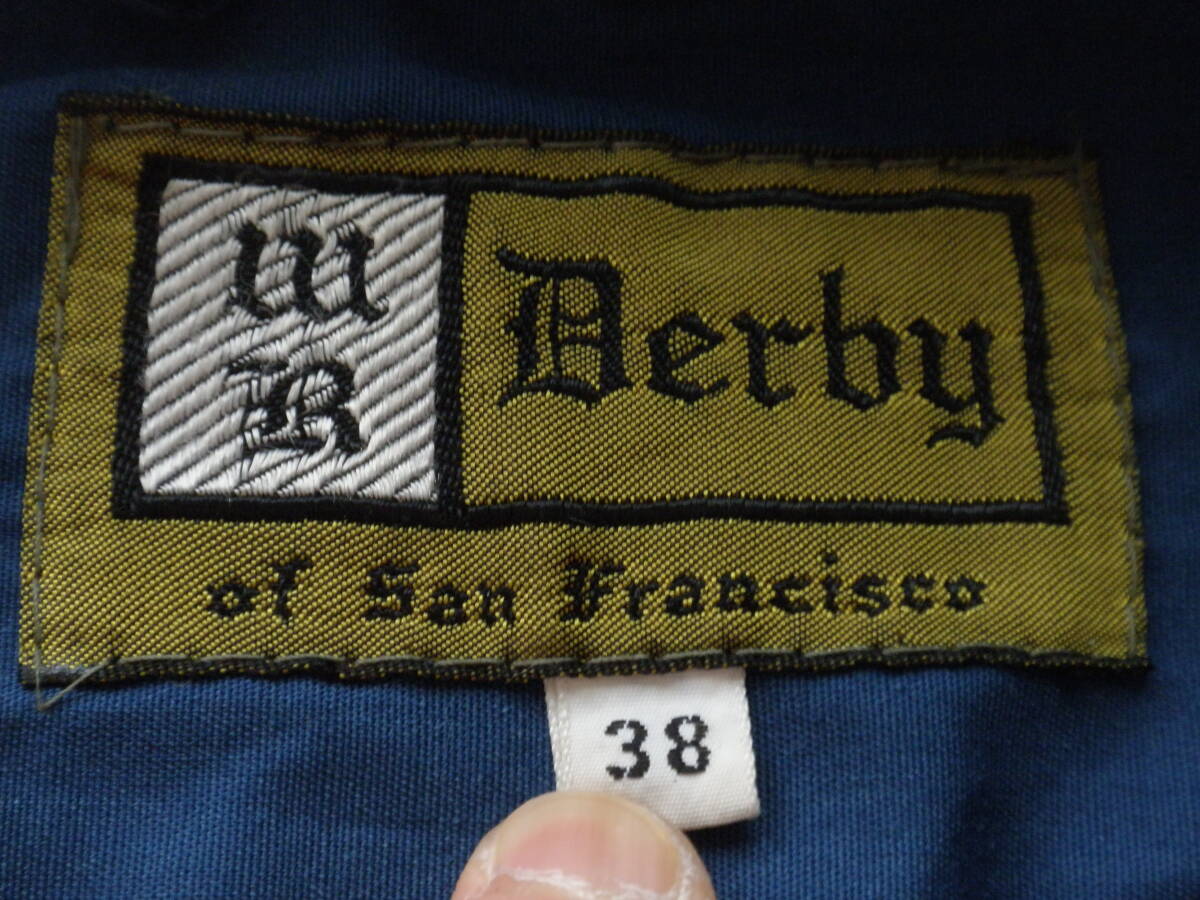 W
R
Derby
of San Francisco
38